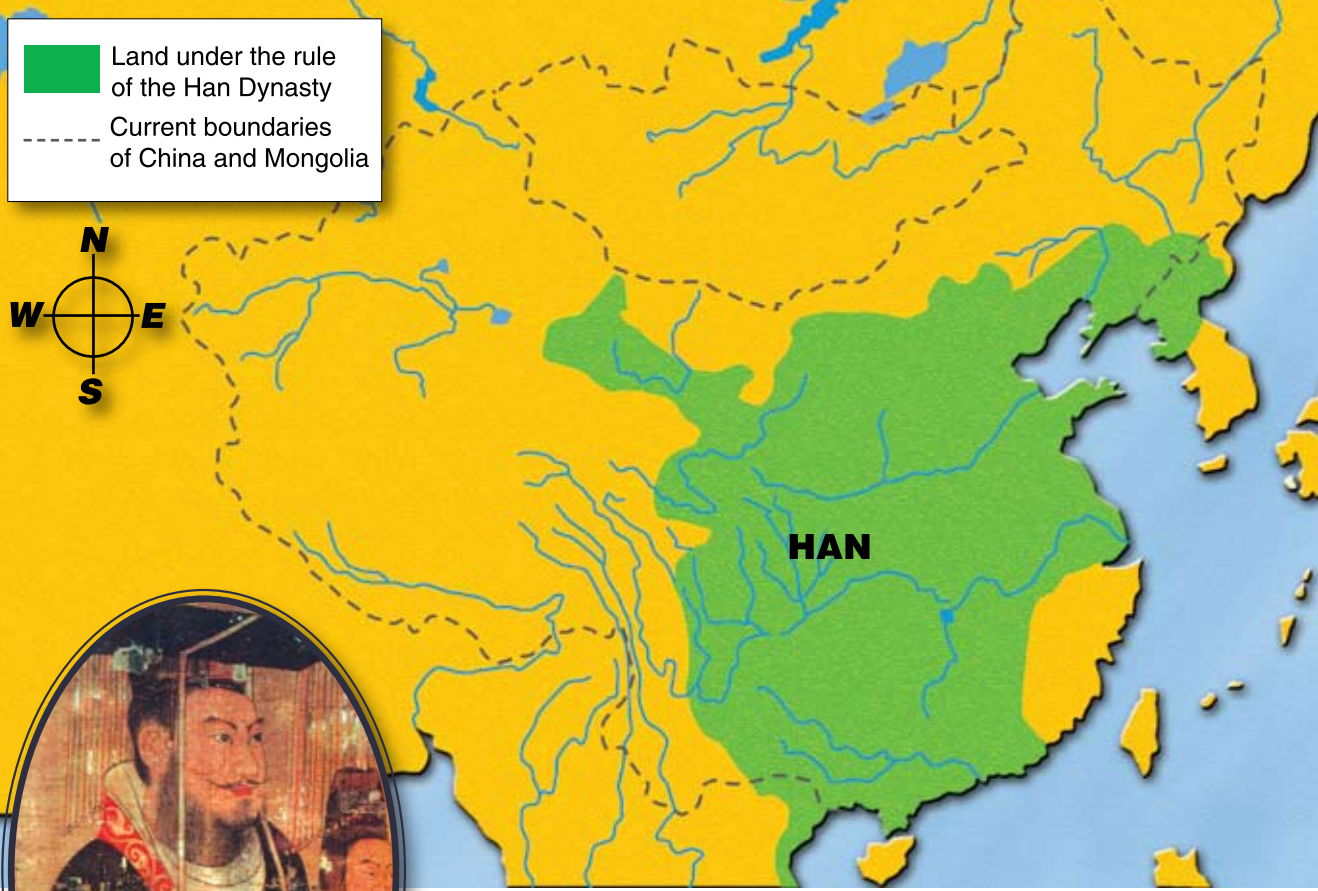 Land under the rule
of the Han Dynasty
Current boundaries
of China and Mongolia
N
W E
S
HAN